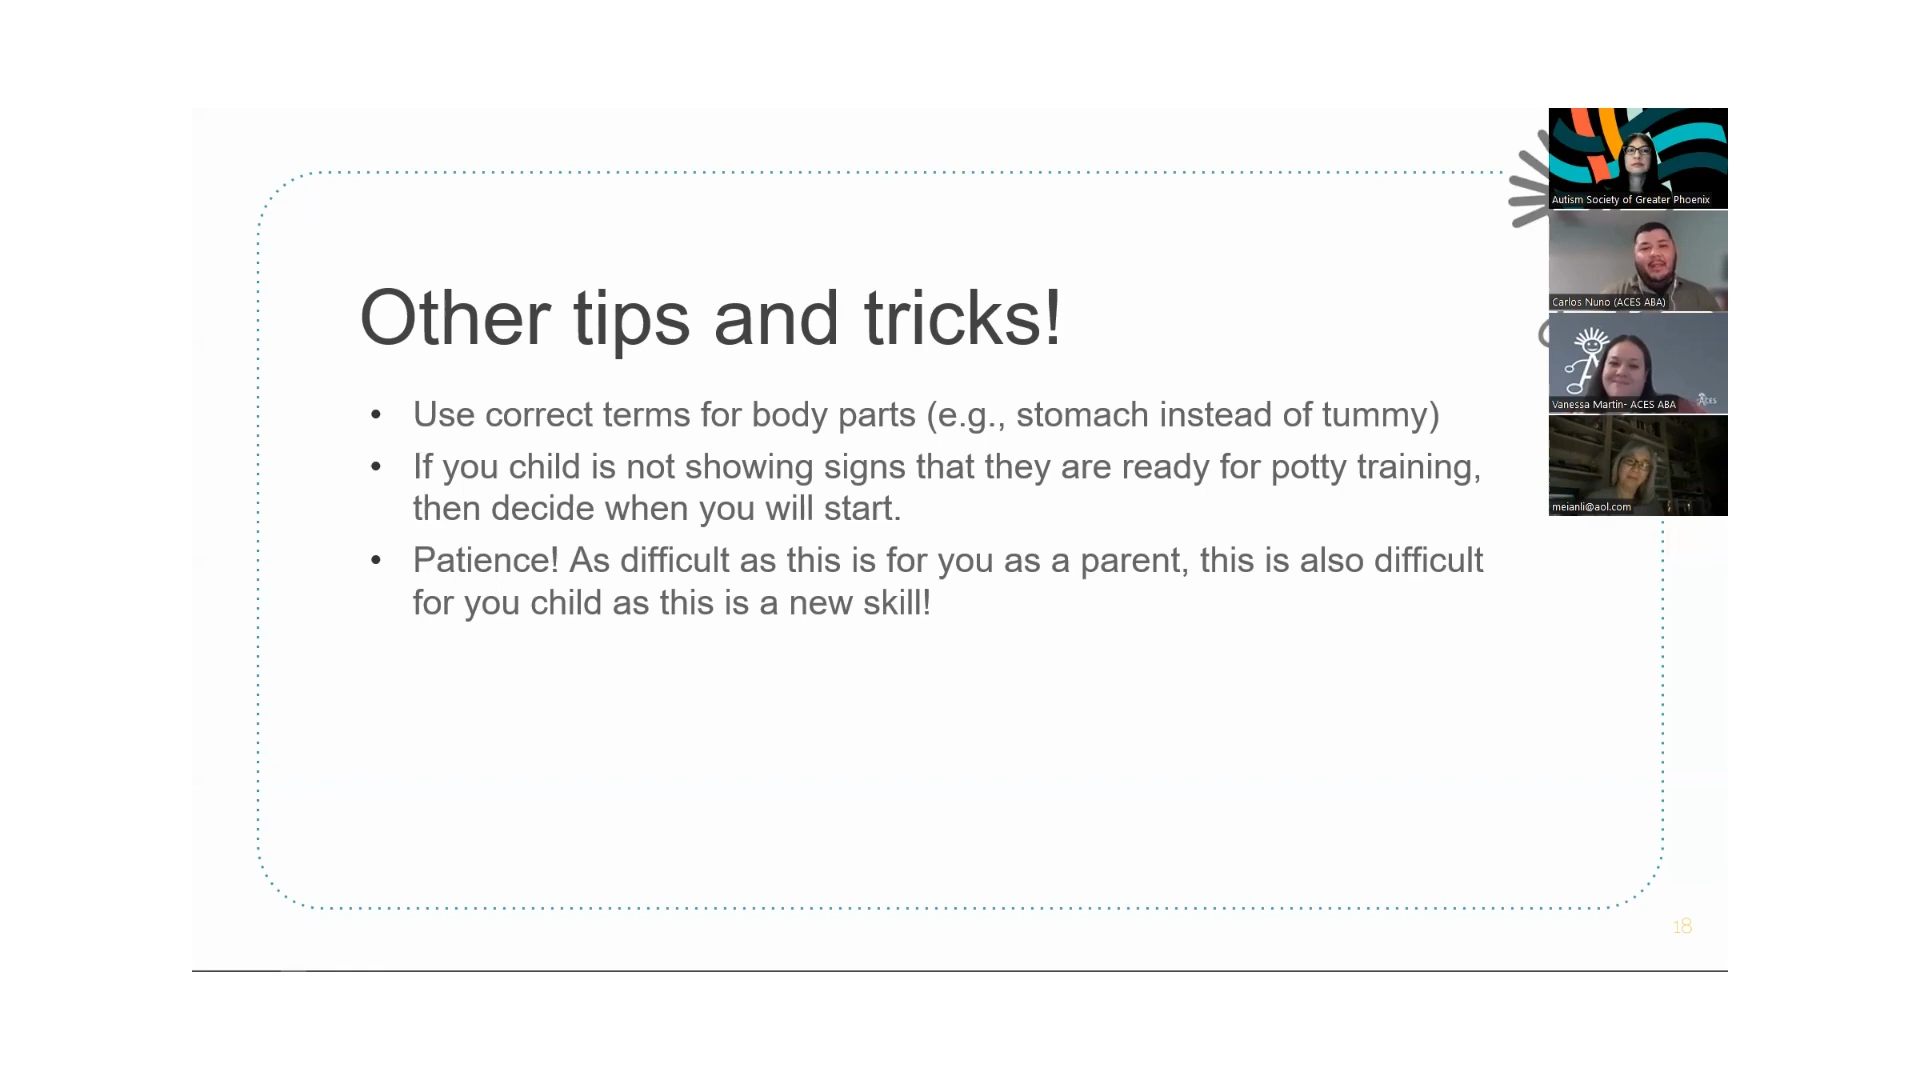 Other tips and tricks!
• Use correct terms for body parts (e.g., stomach instead of tummy)
• If you child is not showing signs that they are ready for potty training,
then decide when you will start.
• Patience! As difficult as this is for you as a parent, this is also difficult
for you child as this is a new skill!
Autism Society of Greater Phoenix
Carlos Nuno (ACES ABA)
ACES
Vanessa Martin- ACES ABA
meianli@aol.com
18